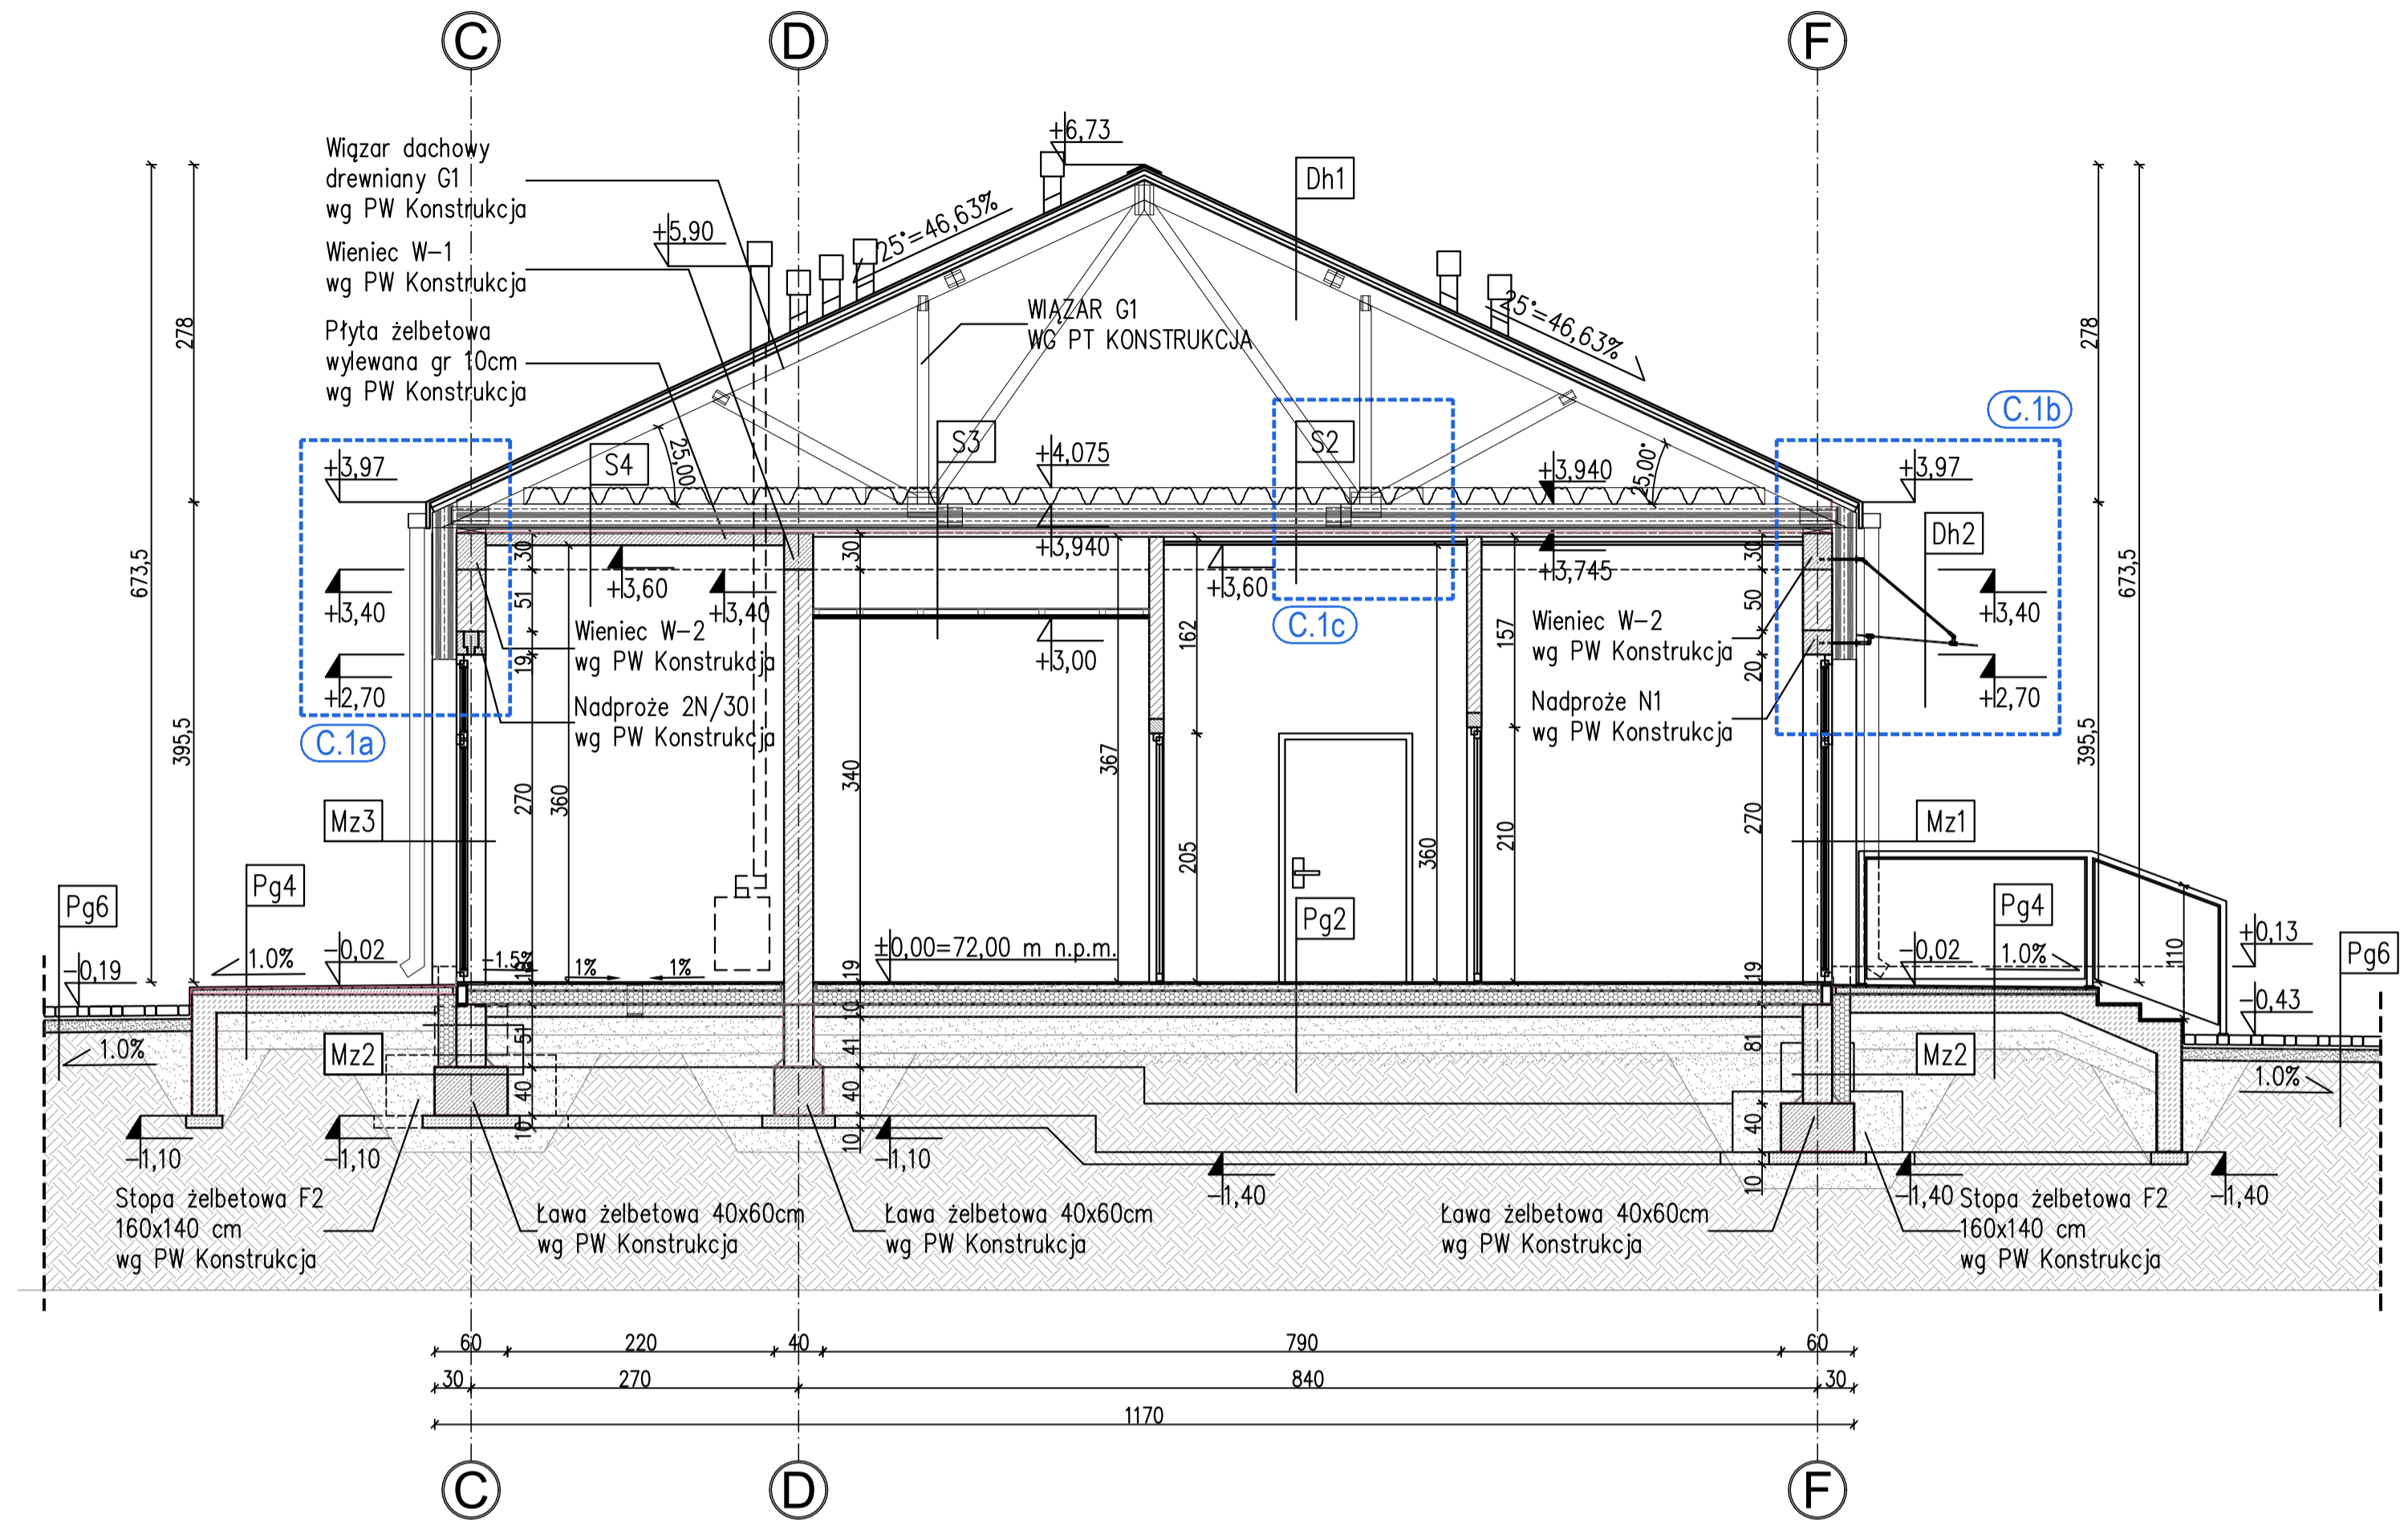 C
D
F
+6,73
Wiązar dachowy
drewniany G1
wg PW Konstrukcja
Dh1
25°=46,63%
+5,90
Wieniec W-1
wg PW Konstrukcja
WIĄZAR G1
WG PT KONSTRUKCJA
25°=46,63%
Płyta żelbetowa
wylewana gr 10cm
wg PW Konstrukcja
278
278
C.1b
S4
25,00°
S3
+4,075
S2
+3,940
25,00°
+3,97
+3,97
Dh2
673,5
673,5
30
+3,60
30
+3,940
+3,60
+3,745
30
+3,40
51
+3,40
50
+3,40
C.1c
Wieniec W-2
wg PW Konstrukcja
19
+3,00
162
157
Wieniec W-2
wg PW Konstrukcja
20
+2,70
+2,70
Nadproże 2N/30
wg PW Konstrukcja
Nadproże N1
wg PW Konstrukcja
C.1a
395,5
395,5
270
360
340
367
205
360
210
270
Mz3
Mz1
Pg6
Pg4
Pg2
Pg4
Pg6
-0,19
1.0%
-0,02
-1.5%
1%
1%
±0,00=72,00 m n.p.m.
-0,02
1.0%
110
+0,13
-0,43
19
19
10
1.0%
Mz2
51
41
81
Mz2
1.0%
40
40
40
10
10
10
-1,10
-1,10
-1,10
-1,40
-1,40
-1,40
Stopa żelbetowa F2
160x140 cm
wg PW Konstrukcja
Ława żelbetowa 40x60cm
wg PW Konstrukcja
Ława żelbetowa 40x60cm
wg PW Konstrukcja
Ława żelbetowa 40x60cm
wg PW Konstrukcja
Stopa żelbetowa F2
160x140 cm
wg PW Konstrukcja
60
220
40
790
60
30
270
840
30
1170
C
D
F